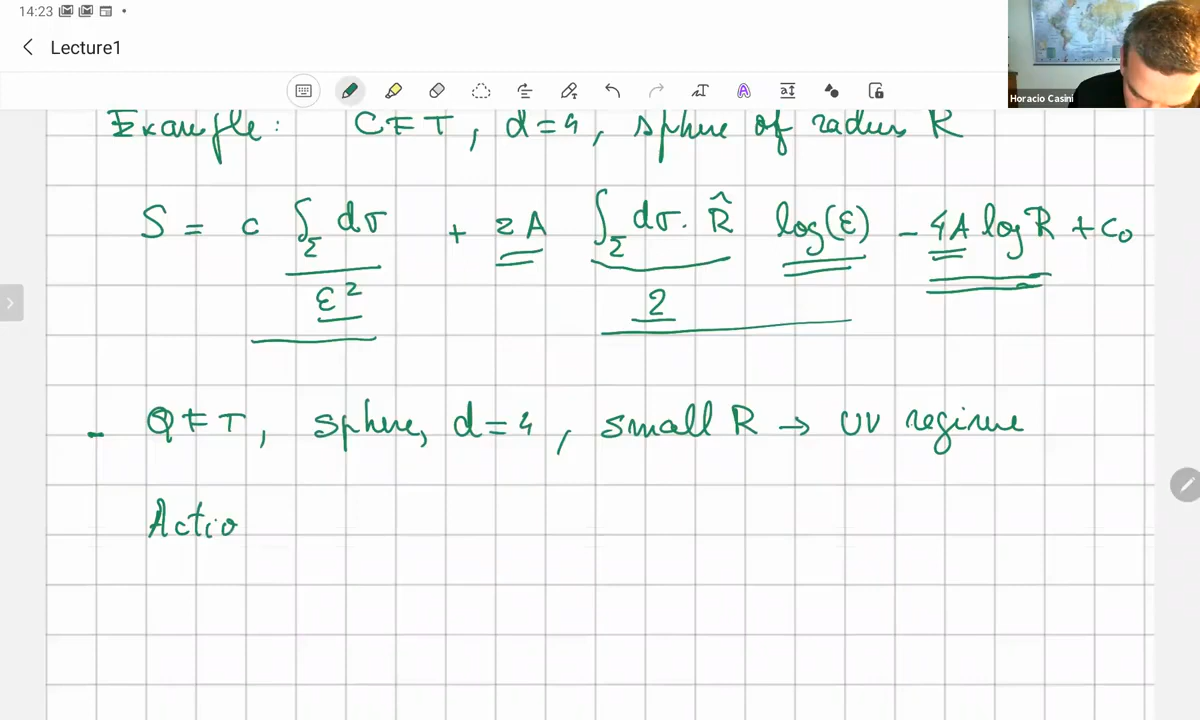 14:23
Lecture1
Horacio Casini
Example: CFT, d=4, sphere of radius R
S = c ∫_Σ dσ / ε² + 2A ∫_Σ dσ. R̂ / 2 log(ε) - 4A log R + c₀
- QFT, sphere, d=4, small R → UV regime
Actio